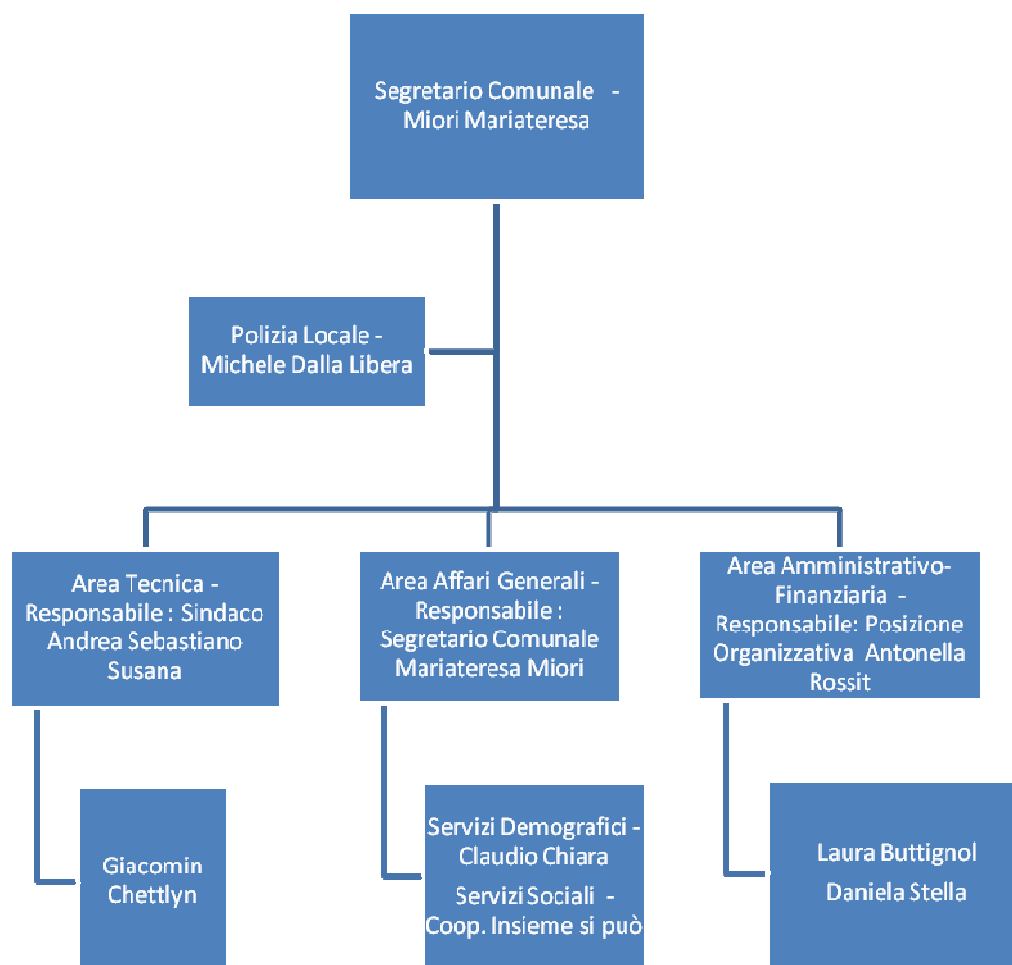 Segretario Comunale -
Miori Mariateresa
Polizia Locale -
Michele Dalla Libera
Area Tecnica -
Responsabile : Sindaco
Andrea Sebastiano
Susana
Area Affari Generali -
Responsabile :
Segretario Comunale
Mariateresa Miori
Area Amministrativo-
Finanziaria -
Responsabile: Posizione
Organizzativa Antonella
Rossit
Giacomin
Chettlyn
Servizi Demografici -
Claudio Chiara
Servizi Sociali -
Coop. Insieme si può
Laura Buttignol
Daniela Stella